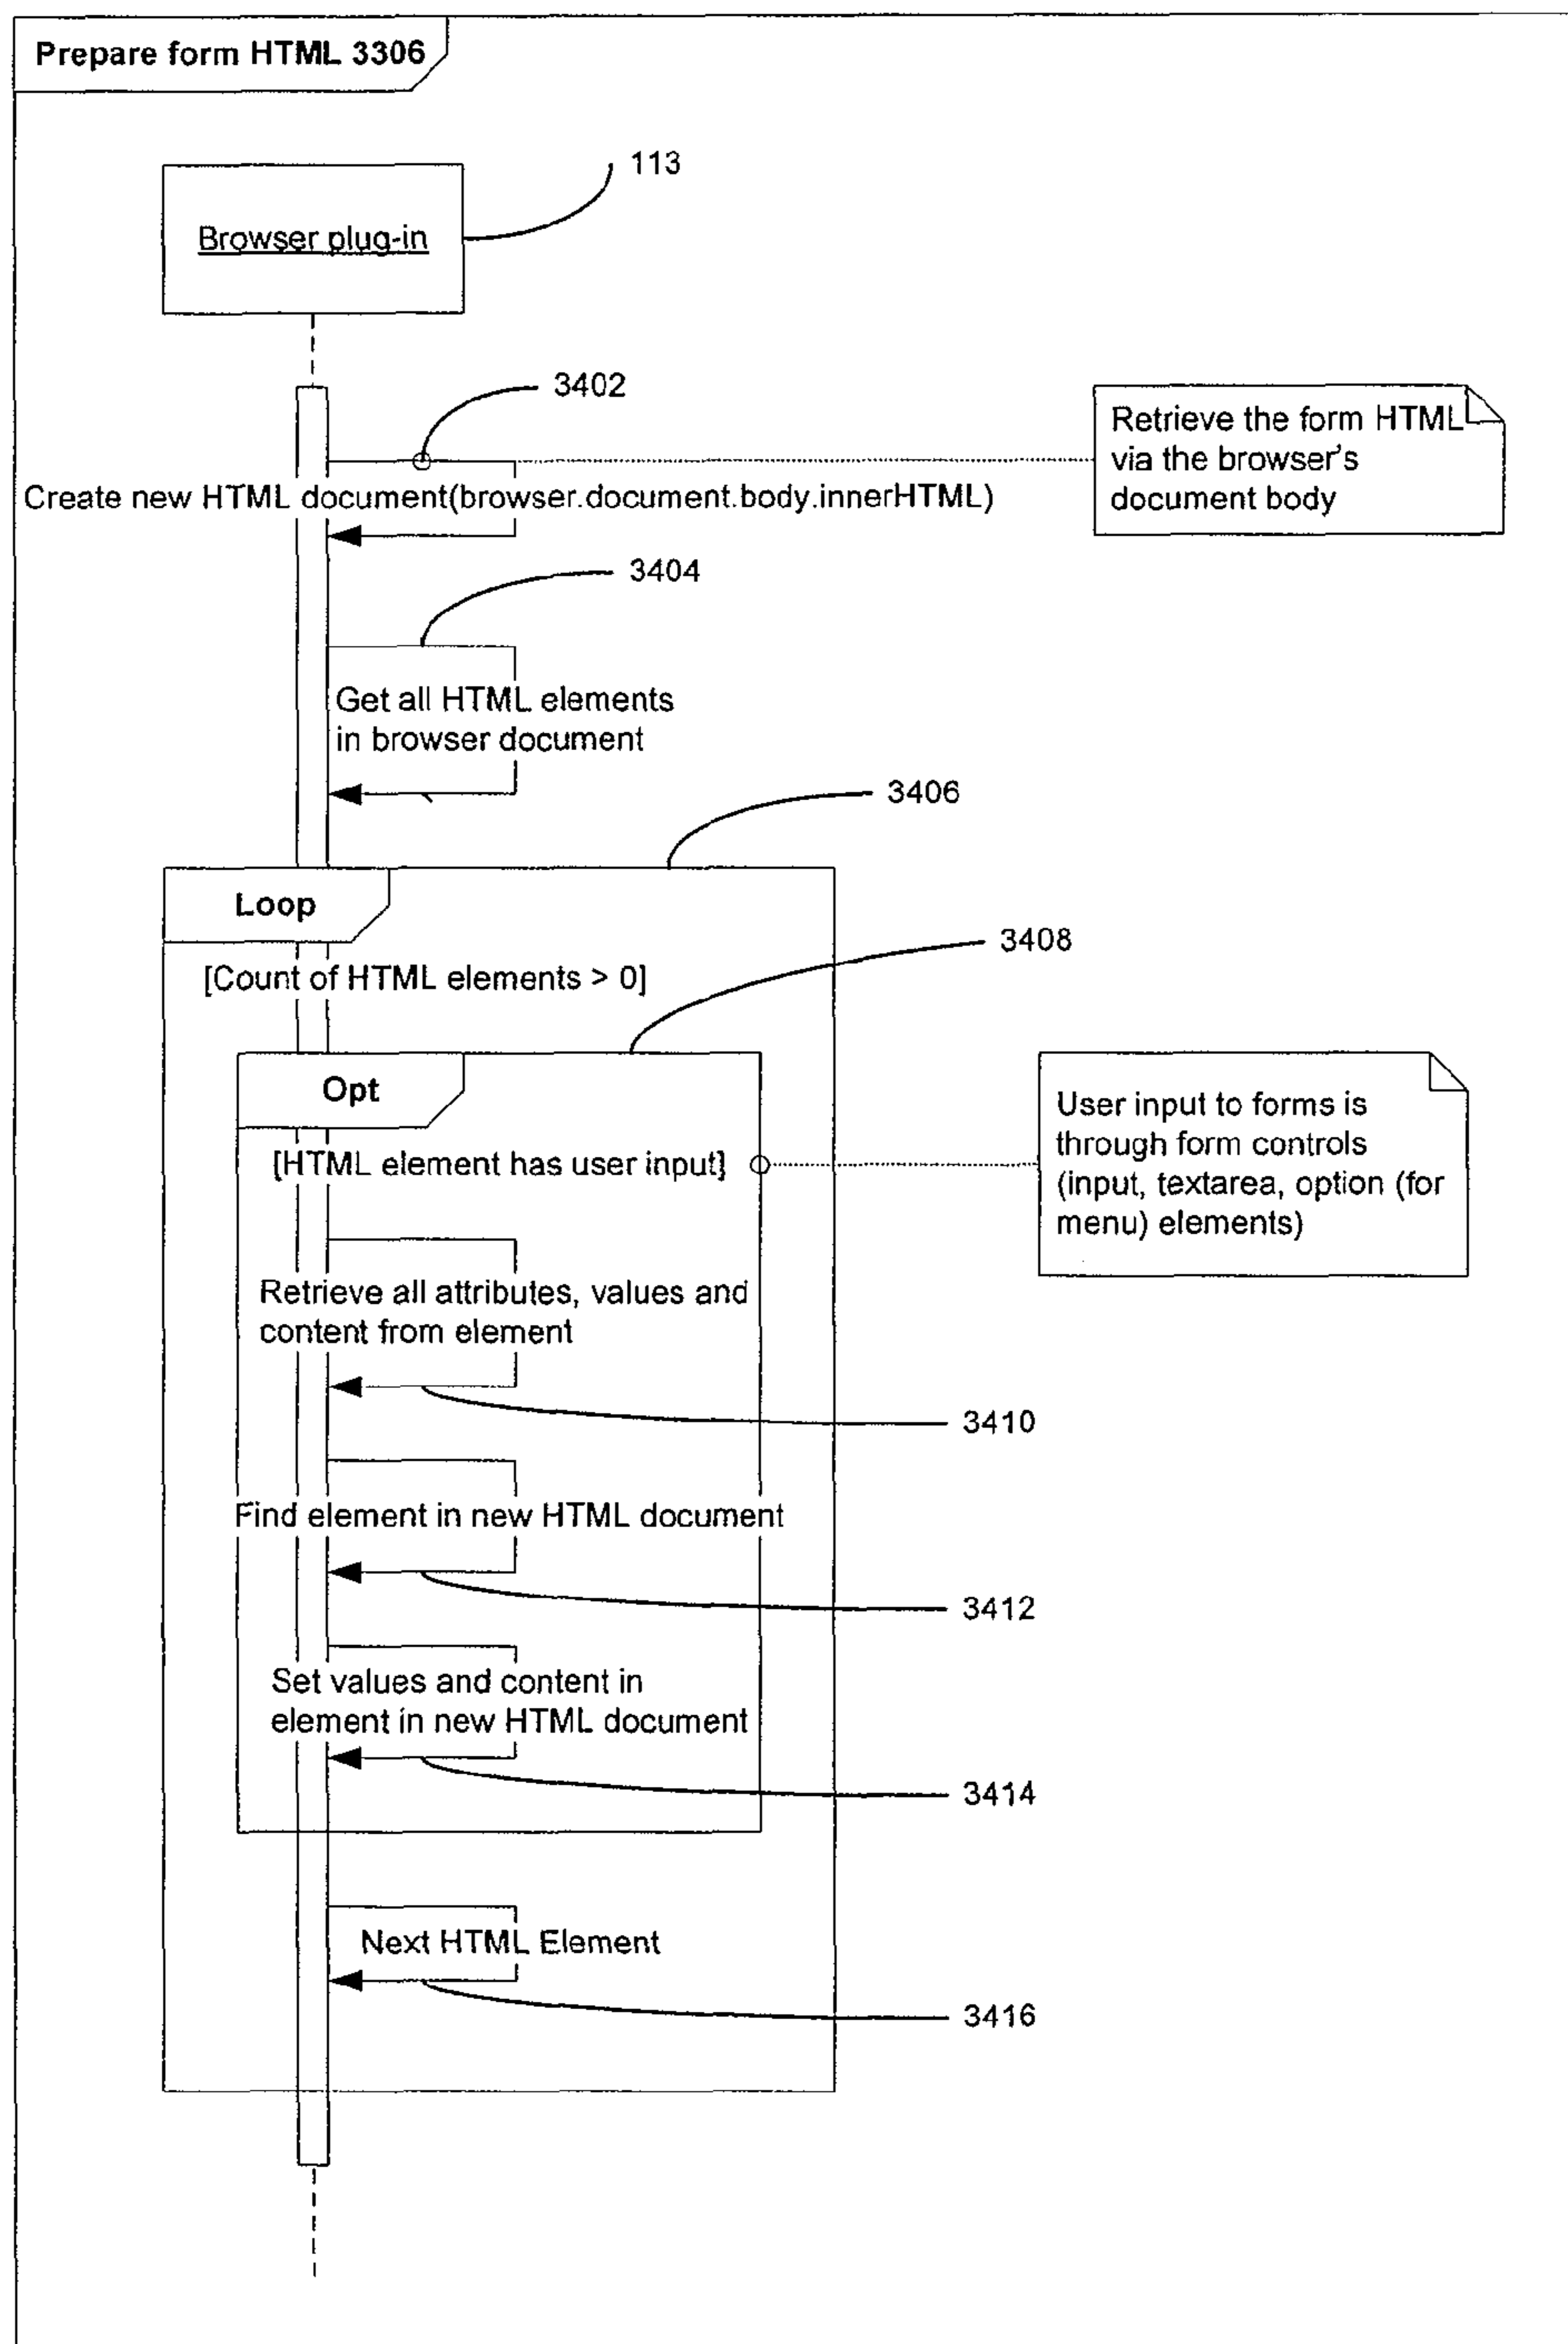 Prepare form HTML 3306
113
Browser plug-in
3402
Retrieve the form HTML
via the browser's
document body
Create new HTML document(browser.document.body.innerHTML)
3404
Get all HTML elements
in browser document
3406
Loop
3408
[Count of HTML elements > 0]
Opt
User input to forms is
through form controls
(input, textarea, option (for
menu) elements)
[HTML element has user input]
Retrieve all attributes, values and
content from element
3410
Find element in new HTML document
3412
Set values and content in
element in new HTML document
3414
Next HTML Element
3416